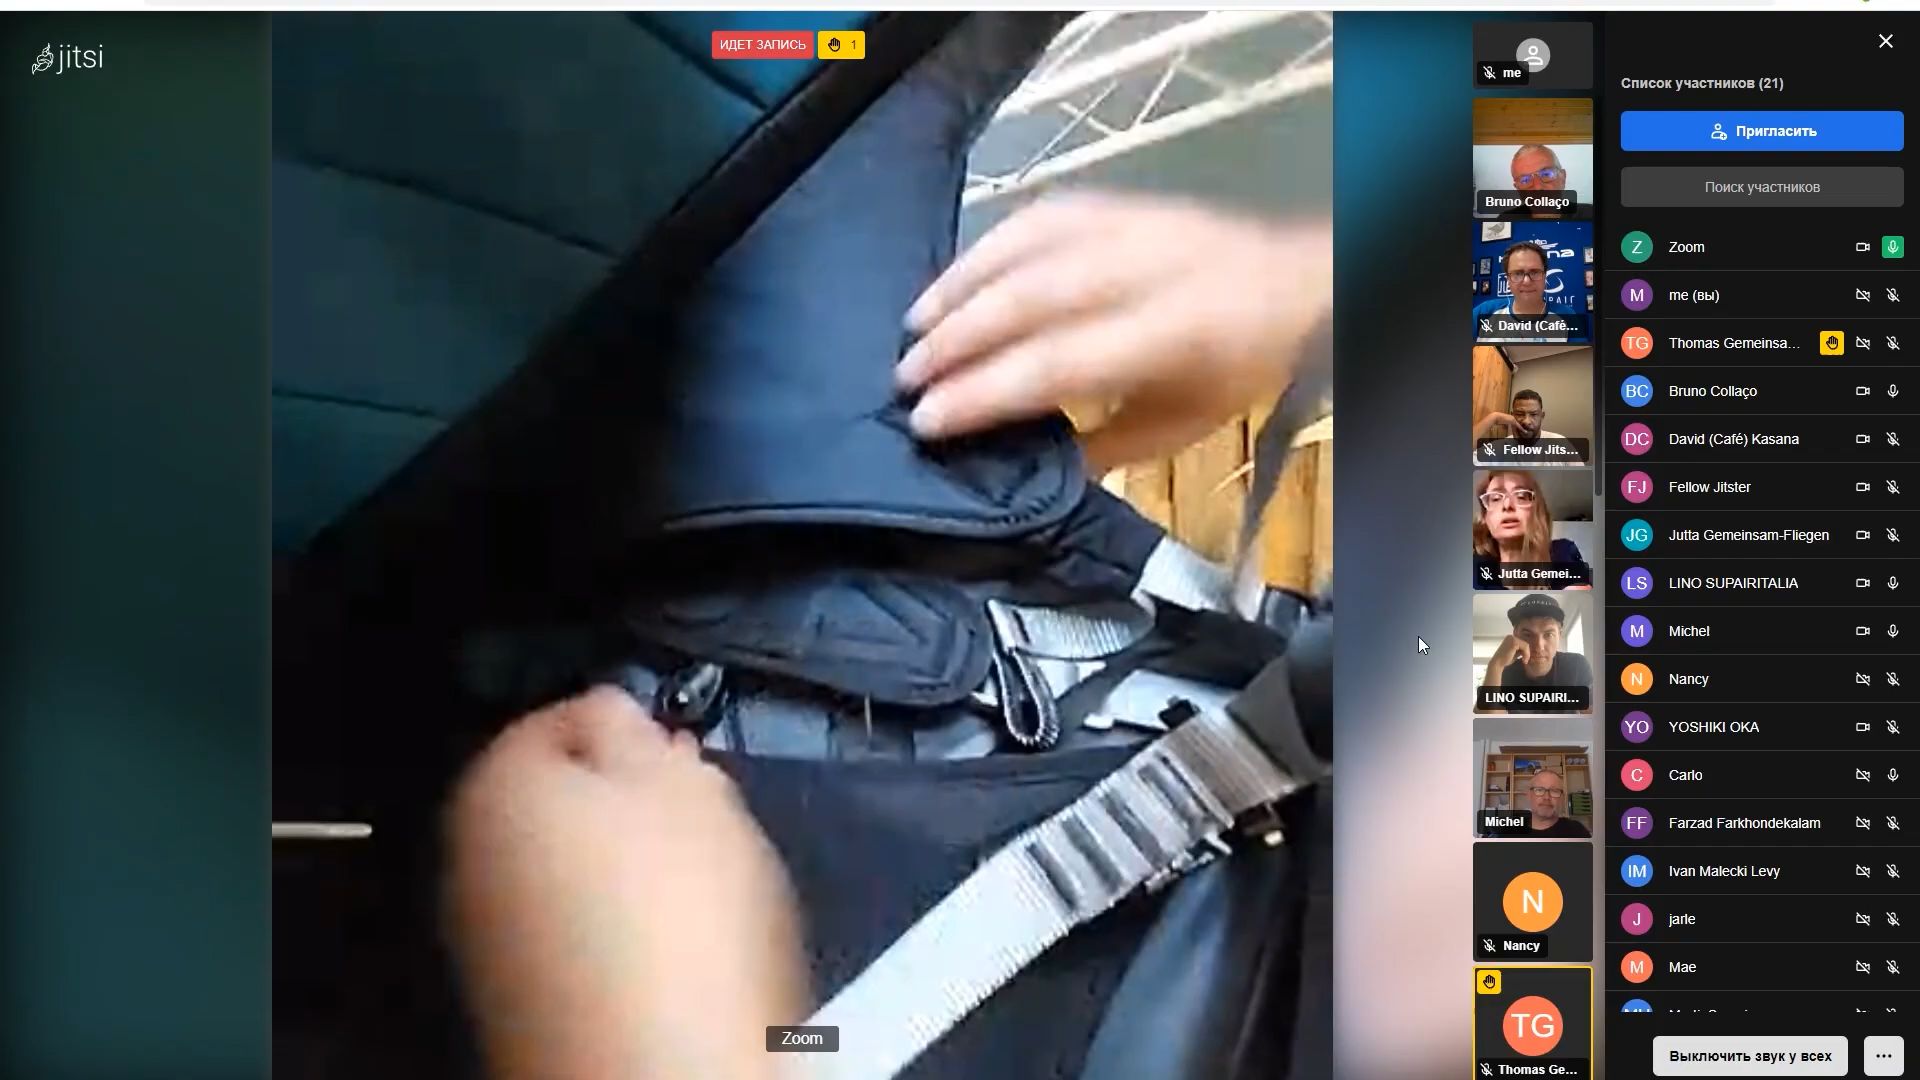 jitsi
ИДЕТ ЗАПИСЬ
1
Zoom
me
Bruno Collaço
David (Café...
Fellow Jits...
Jutta Gemei...
LINO SUPAIRI...
Michel
N
Nancy
TG
Thomas Ge...
Список участников (21)
Пригласить
Поиск участников
Z Zoom
M me (вы)
TG Thomas Gemeinsa...
BC Bruno Collaço
DC David (Café) Kasana
FJ Fellow Jitster
JG Jutta Gemeinsam-Fliegen
LS LINO SUPAIRITALIA
M Michel
N Nancy
YO YOSHIKI OKA
C Carlo
FF Farzad Farkhondekalam
IM Ivan Malecki Levy
J jarle
M Mae
Выключить звук у всех